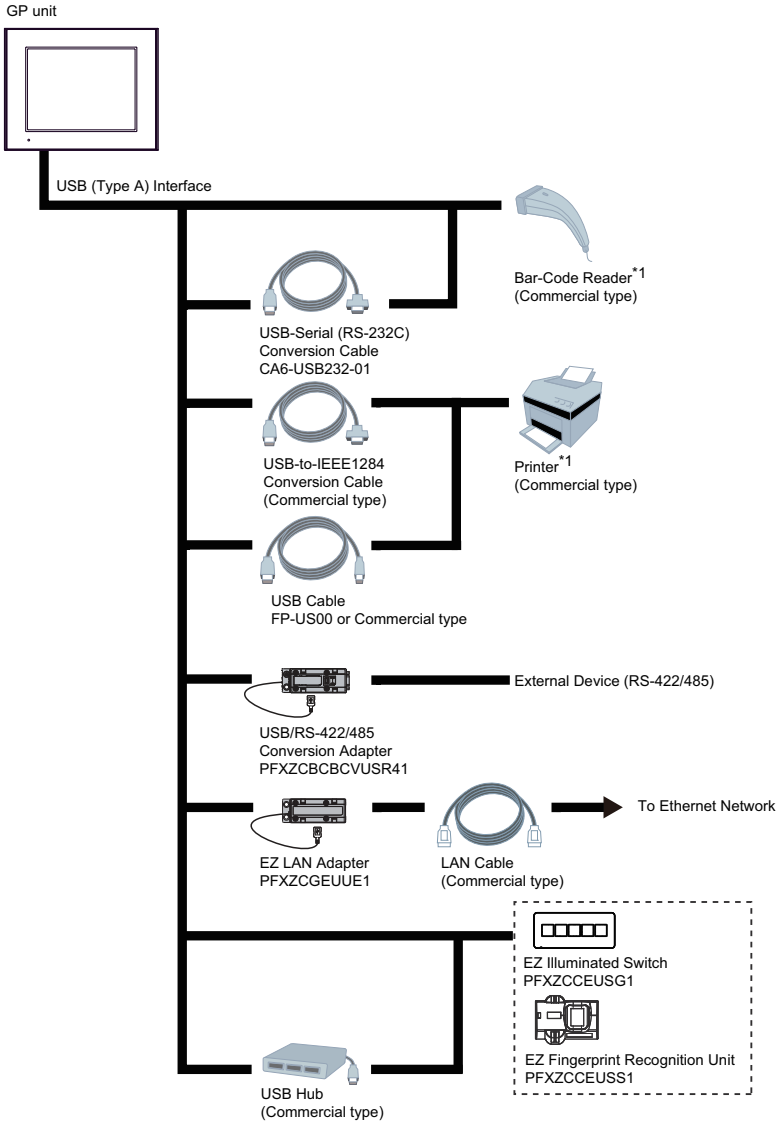 GP unit
USB (Type A) Interface
Bar-Code Reader*1
(Commercial type)
USB-Serial (RS-232C)
Conversion Cable
CA6-USB232-01
USB-to-IEEE1284
Conversion Cable
(Commercial type)
Printer*1
(Commercial type)
USB Cable
FP-US00 or Commercial type
External Device (RS-422/485)
USB/RS-422/485
Conversion Adapter
PFXZCBCBCVUSR41
To Ethernet Network
EZ LAN Adapter
PFXZCGEUUE1
LAN Cable
(Commercial type)
EZ Illuminated Switch
PFXZCCEUSG1
EZ Fingerprint Recognition Unit
PFXZCCEUSS1
USB Hub
(Commercial type)